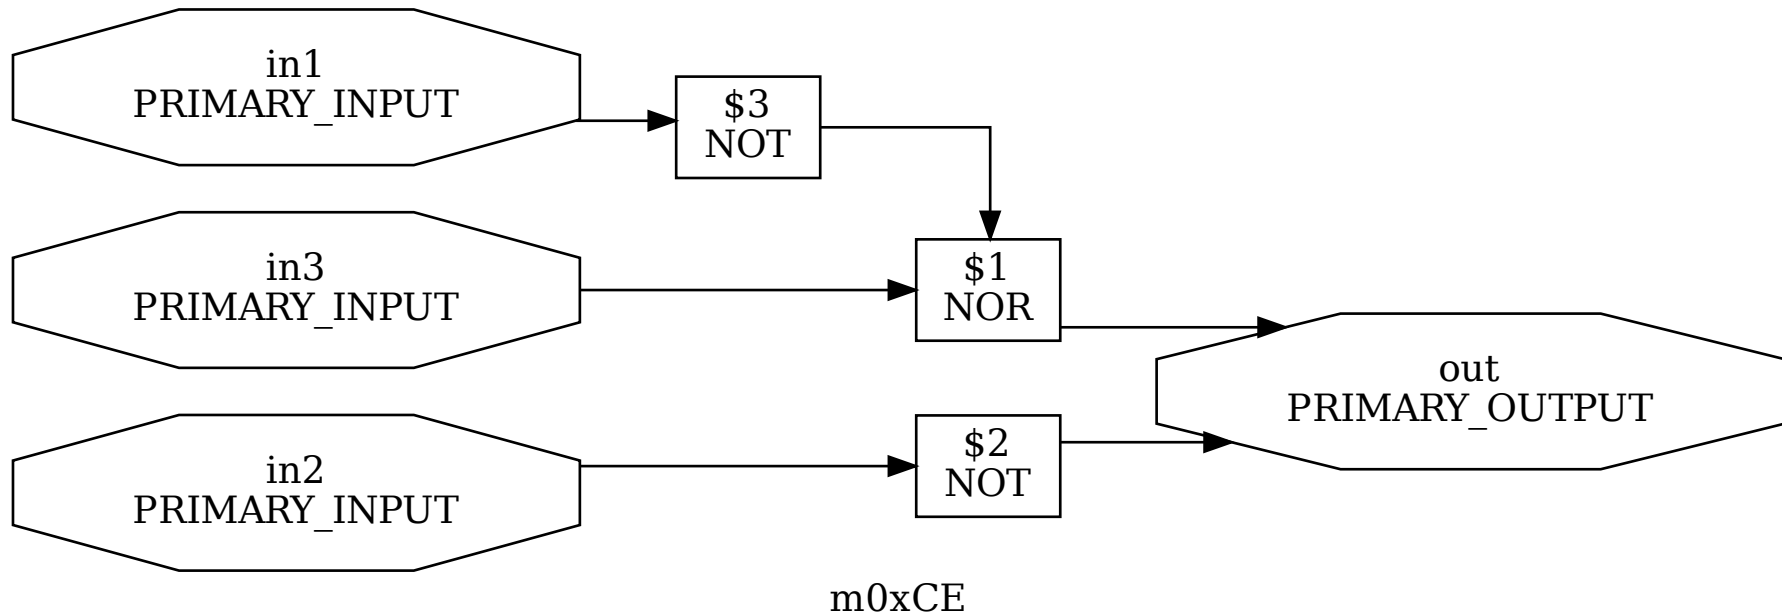 in1
PRIMARY_INPUT
$3
NOT
in3
PRIMARY_INPUT
$1
NOR
out
PRIMARY_OUTPUT
in2
PRIMARY_INPUT
$2
NOT
m0xCE